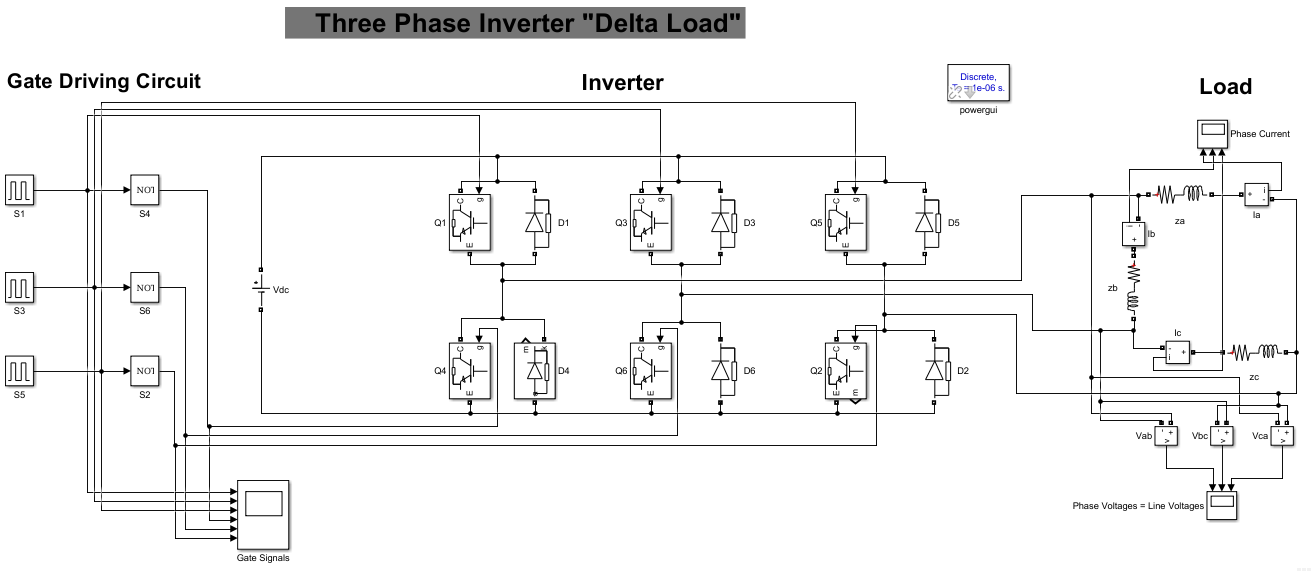 Three Phase Inverter "Delta Load"
Gate Driving Circuit
Inverter
Load
Discrete,
1e-06 s.
powergui
Phase Current
S1
NOT
S4
S3
NOT
S6
S5
NOT
S2
Vdc
C
g
E
Q1
D1
C
g
E
Q3
D3
C
g
E
Q5
D5
C
g
E
Q4
m
k
D4
C
g
E
Q6
D6
C
g
E
m
Q2
D2
za
+
i
-
Ia
i
-
+
Ib
zb
Ic
-
i
+
zc
Vab
- +
v
Vbc
- +
v
Vca
- +
v
Phase Voltages = Line Voltages
Gate Signals